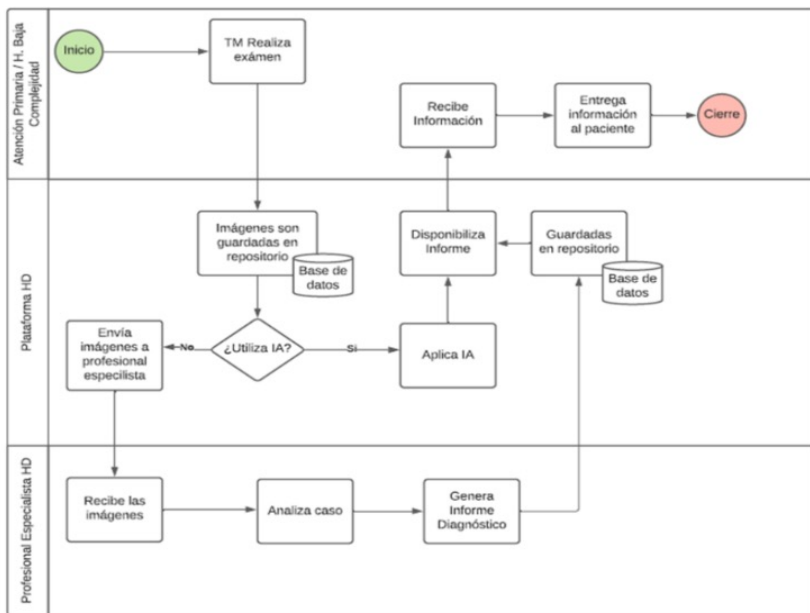 Atención Primaria / H. Baja
Complejidad
Inicio
TM Realiza
exámen
Recibe
Información
Entrega
información
al paciente
Cierre
Plataforma HD
Imágenes son
guardadas en
repositorio
Base de
datos
Disponibiliza
Informe
Guardadas
en repositorio
Base de
datos
Envía
imágenes a
profesional
especilista
No
¿Utiliza IA?
Si
Aplica IA
Profesional Especialista HD
Recibe las
imágenes
Analiza caso
Genera
Informe
Diagnóstico